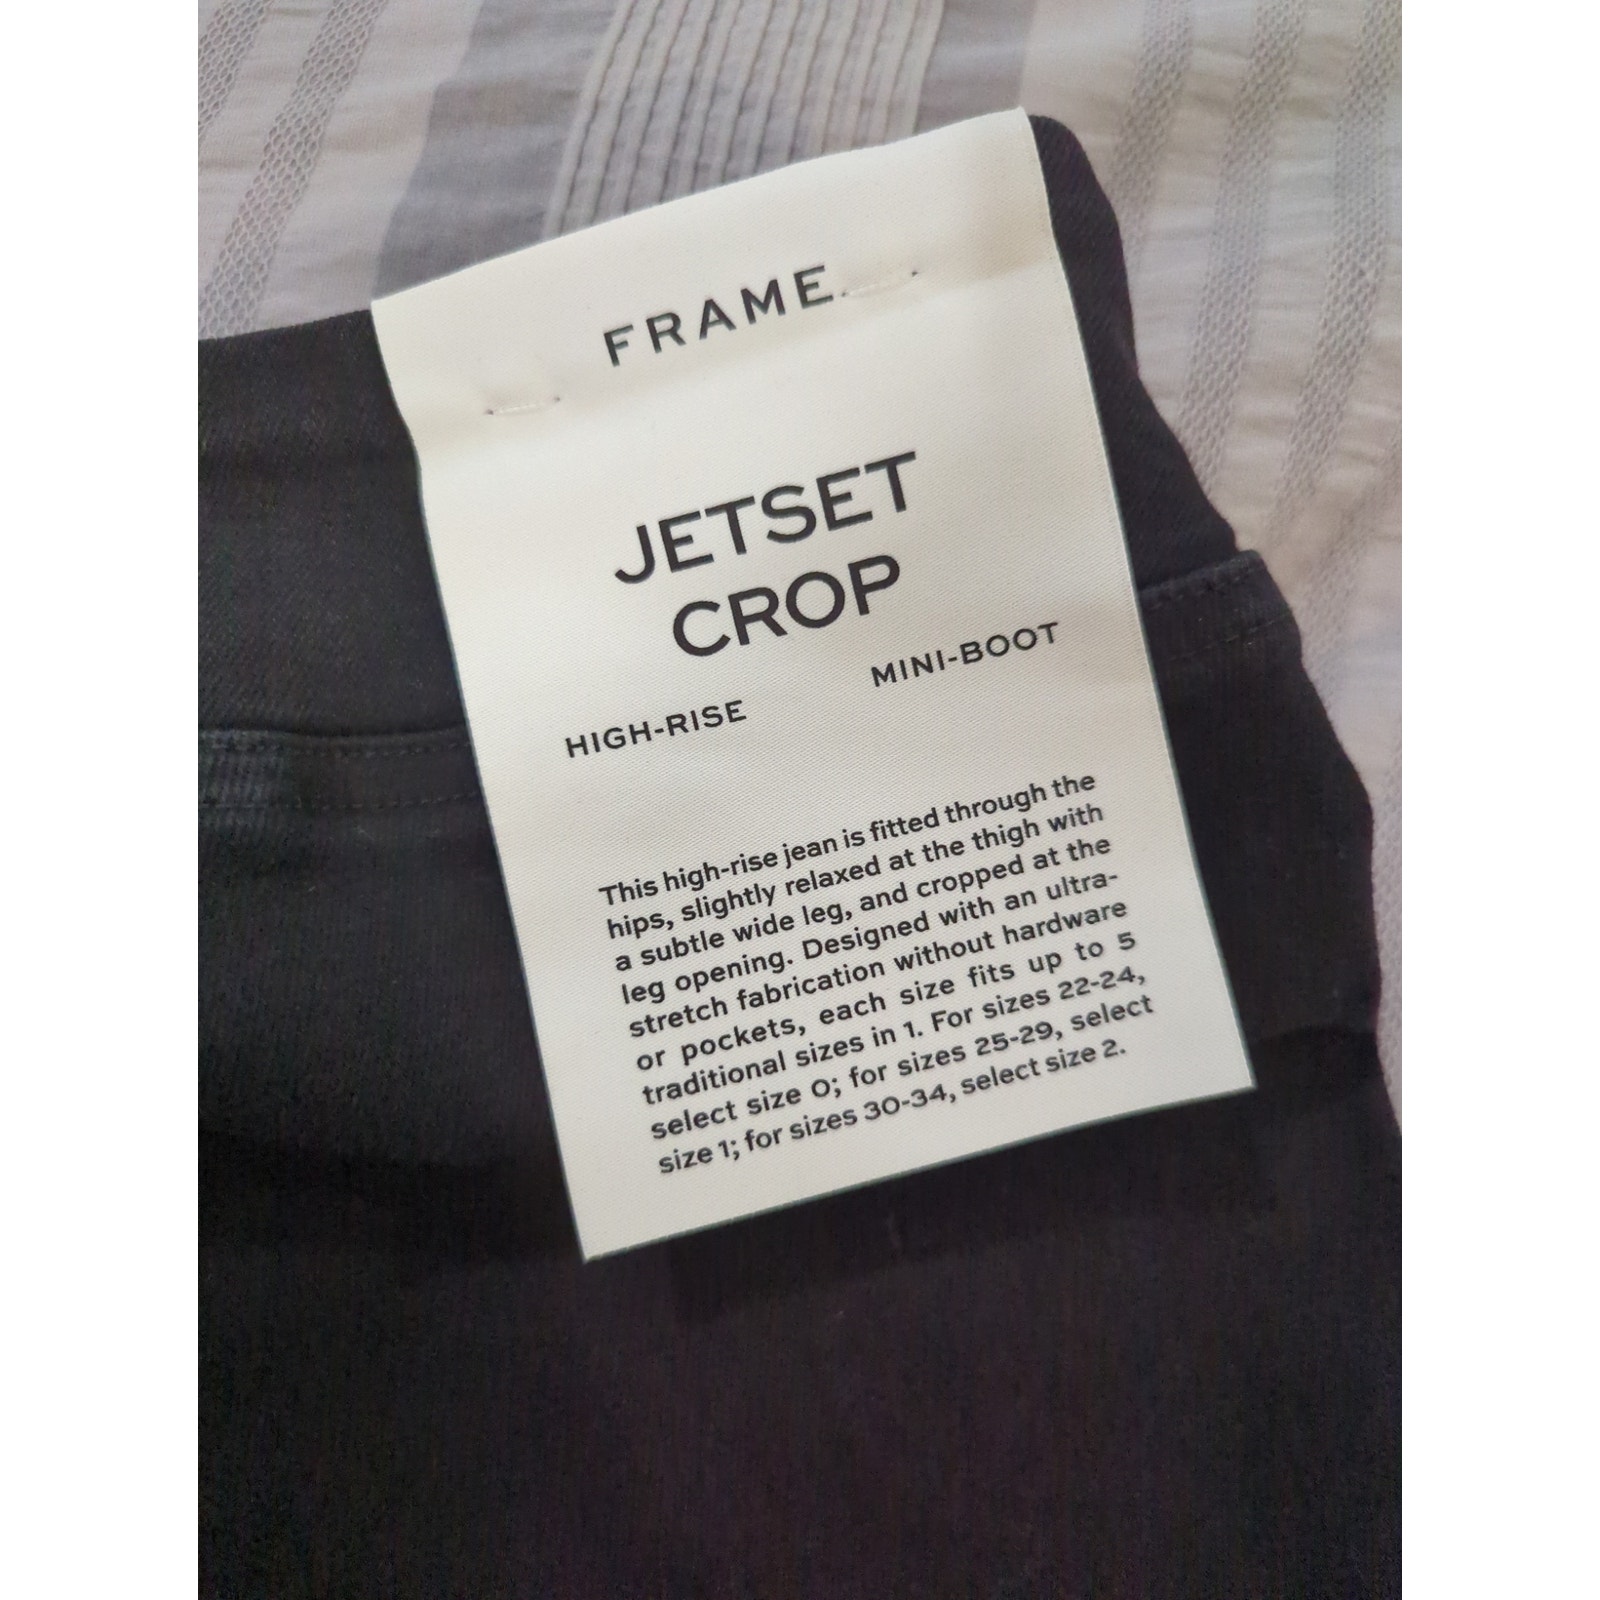 FRAME
JETSET
CROP
HIGH-RISE MINI-BOOT
This high-rise jean is fitted through the
hips, slightly relaxed at the thigh with
a subtle wide leg, and cropped at the
leg opening. Designed with an ultra-
stretch fabrication without hardware
or pockets, each size fits up to 5
traditional sizes in 1. For sizes 22-24,
select size 0; for sizes 25-29, select
size 1; for sizes 30-34, select size 2.